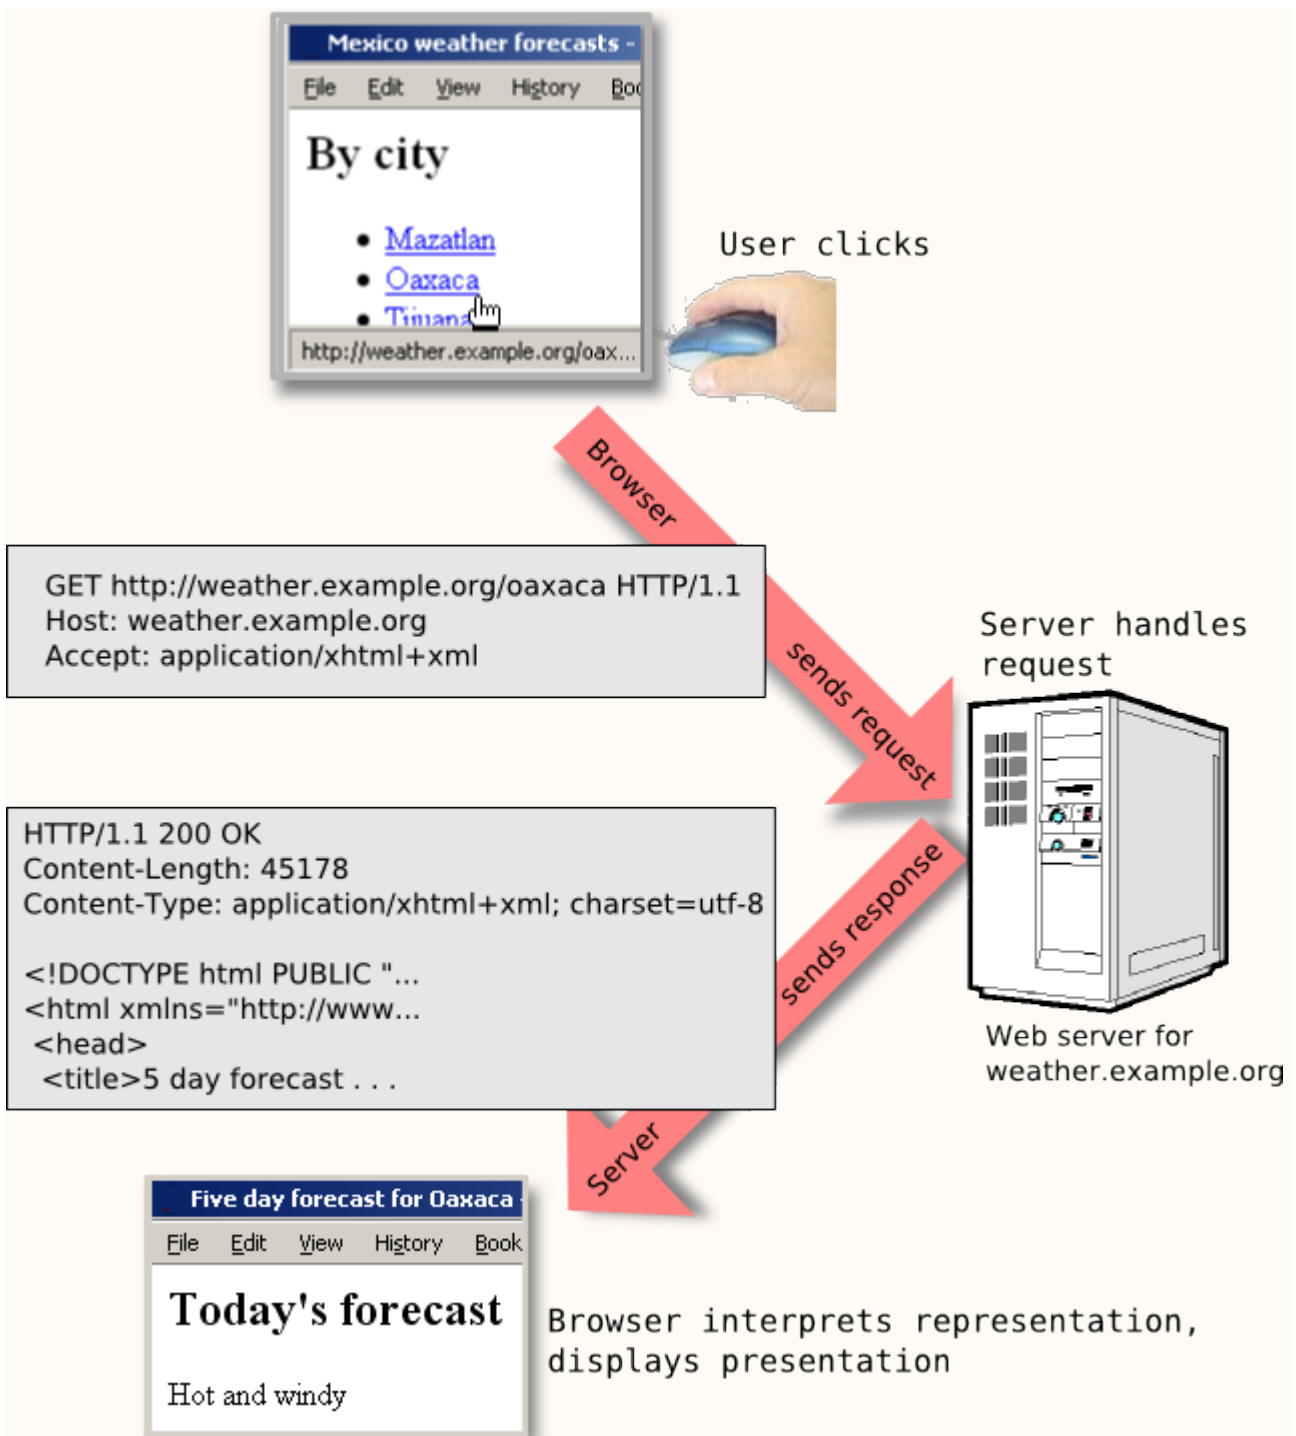 Mexico weather forecasts -
File Edit View History Boo
By city
• Mazatlan
• Oaxaca
• Tijuana
http://weather.example.org/oax...
User clicks
Browser
sends request
GET http://weather.example.org/oaxaca HTTP/1.1
Host: weather.example.org
Accept: application/xhtml+xml
Server handles
request
HTTP/1.1 200 OK
Content-Length: 45178
Content-Type: application/xhtml+xml; charset=utf-8
<!DOCTYPE html PUBLIC "...
<html xmlns="http://www...
<head>
<title>5 day forecast . . .
Server
sends response
Web server for
weather.example.org
Five day forecast for Oaxaca -
File Edit View History Book
Today's forecast
Hot and windy
Browser interprets representation,
displays presentation